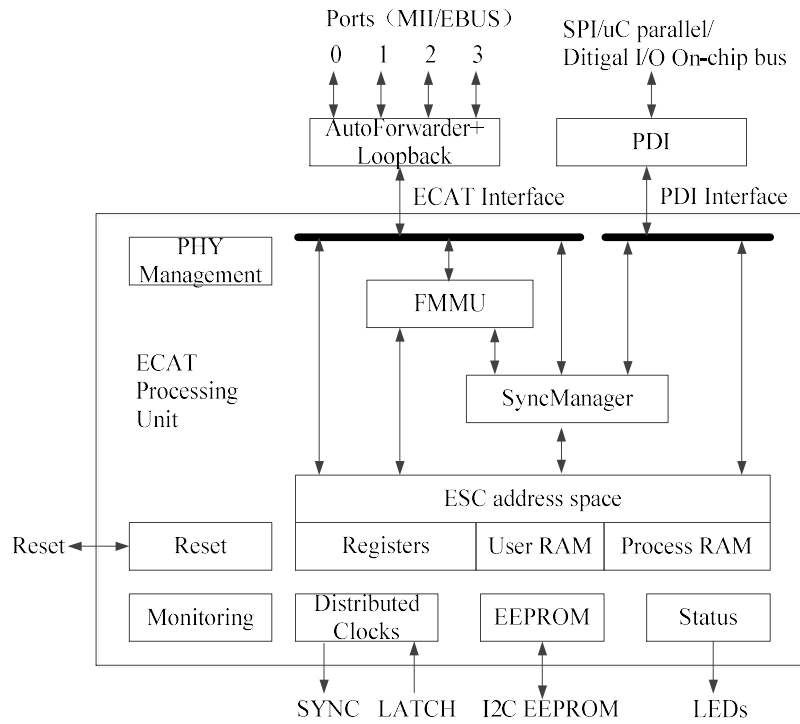 Ports（MII/EBUS）
0 1 2 3
SPI/uC parallel/
Ditigal I/O On-chip bus
AutoForwarder+
Loopback
PDI
ECAT Interface
PDI Interface
PHY
Management
FMMU
ECAT
Processing
Unit
SyncManager
ESC address space
Reset
Reset
Registers
User RAM
Process RAM
Monitoring
Distributed
Clocks
EEPROM
Status
SYNC
LATCH
I2C EEPROM
LEDs